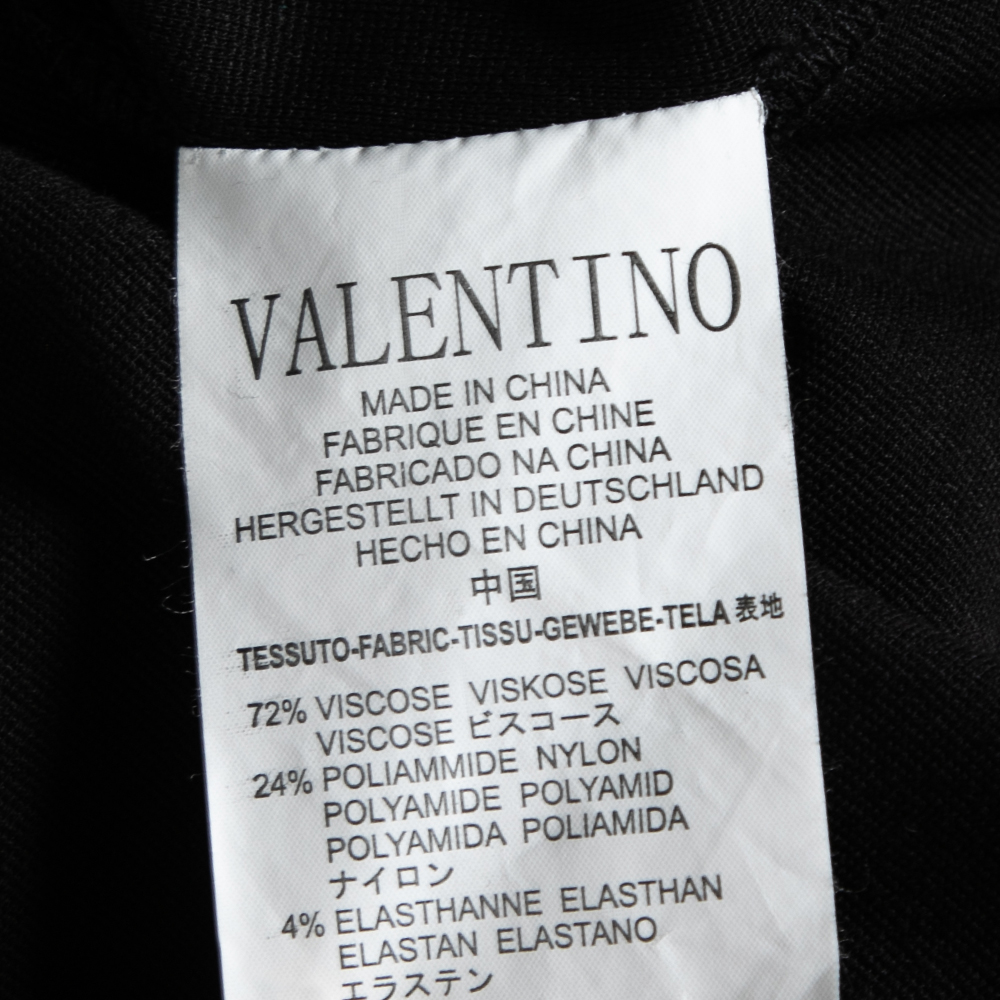 VALENTINO
MADE IN CHINA
FABRIQUE EN CHINE
FABRICADO NA CHINA
HERGESTELLT IN DEUTSCHLAND
HECHO EN CHINA
中国
TESSUTO-FABRIC-TISSU-GEWEBE-TELA 表地
72% VISCOSE VISKOSE VISCOSA
VISCOSE ビスコース
24% POLIAMMIDE NYLON
POLYAMIDE POLYAMID
POLYAMIDA POLIAMIDA
ナイロン
4% ELASTHANNE ELASTHAN
ELASTAN ELASTANO
エラステン